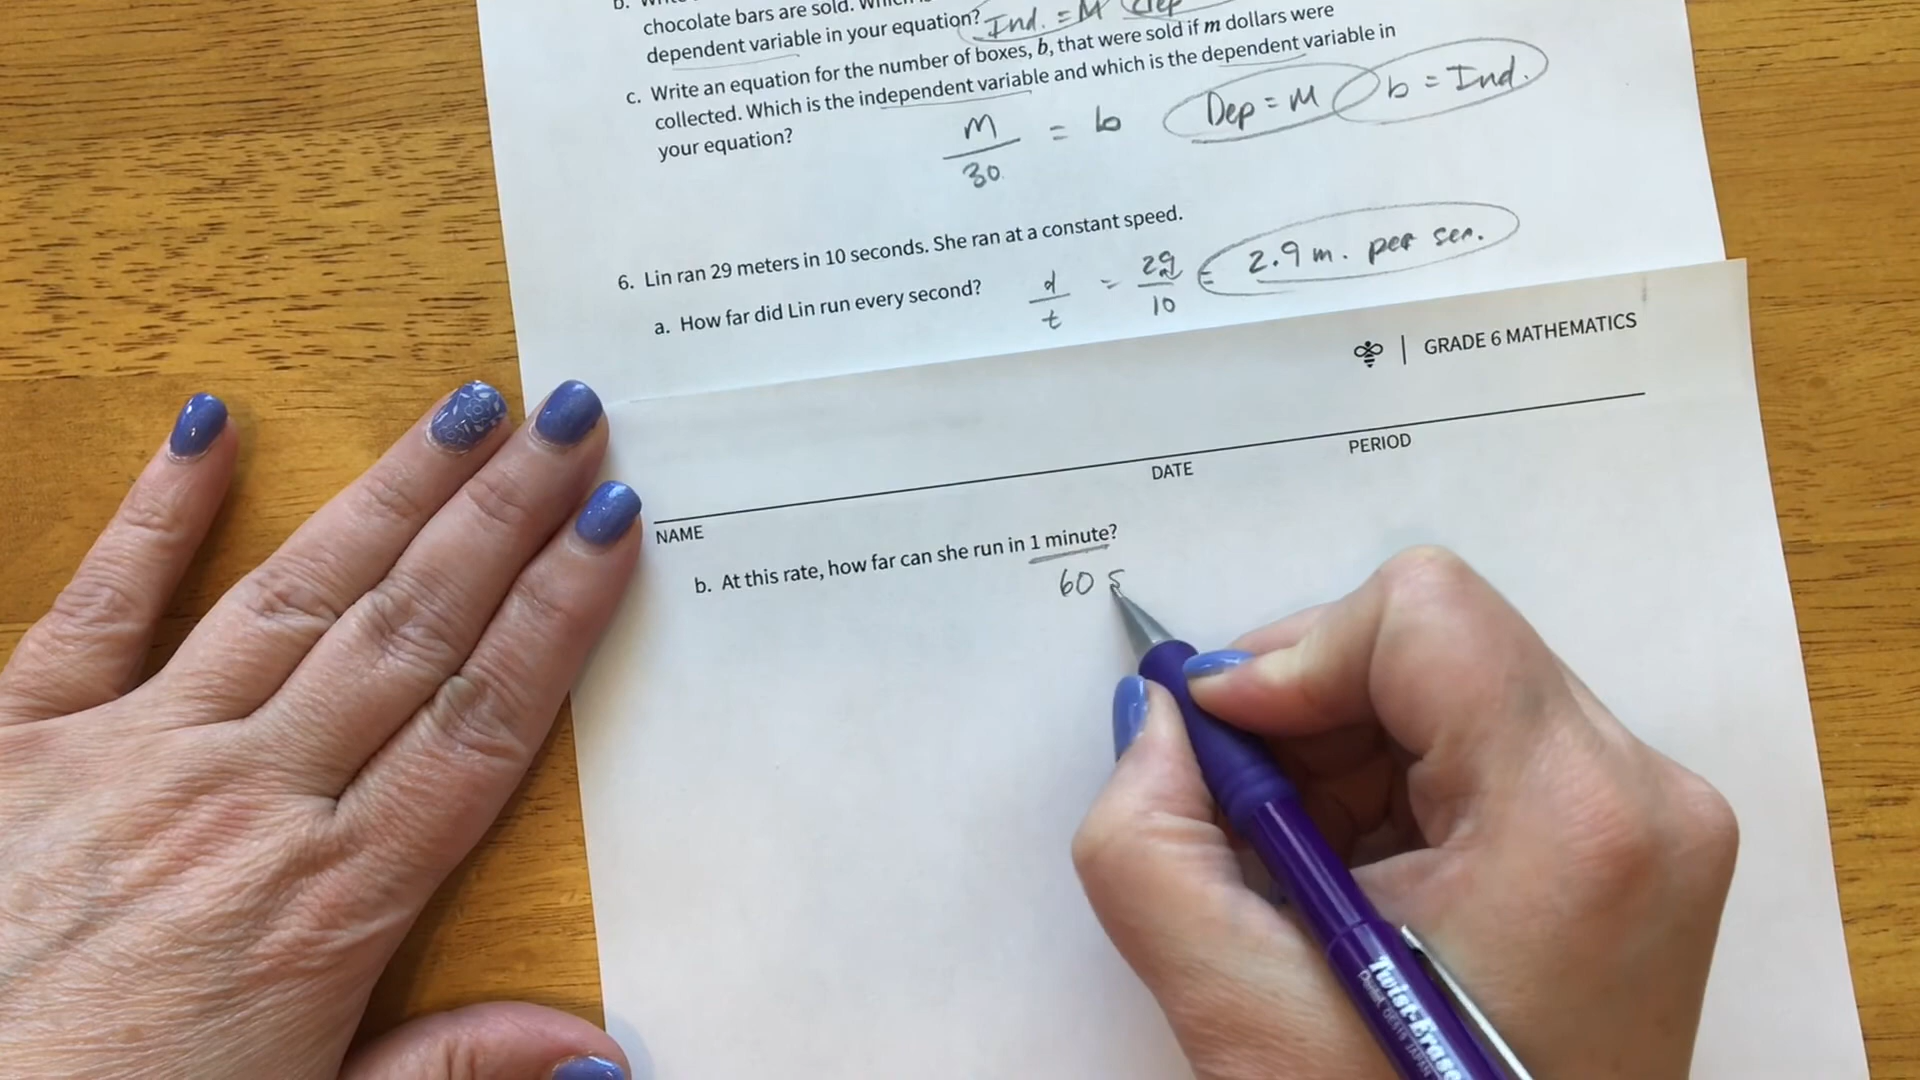 b.
chocolate bars are sold.
dependent variable in your equation? Ind. = M Dep
c. Write an equation for the number of boxes, b, that were sold if m dollars were
collected. Which is the independent variable and which is the dependent variable in
your equation?
m/30 = b Dep = M b = Ind.
6. Lin ran 29 meters in 10 seconds. She ran at a constant speed.
a. How far did Lin run every second? d/t = 29/10 = 2.9 m. per sec.
GRADE 6 MATHEMATICS
NAME DATE PERIOD
b. At this rate, how far can she run in 1 minute?
60 s
Twist-Erase
Pentel QE515 JAPAN